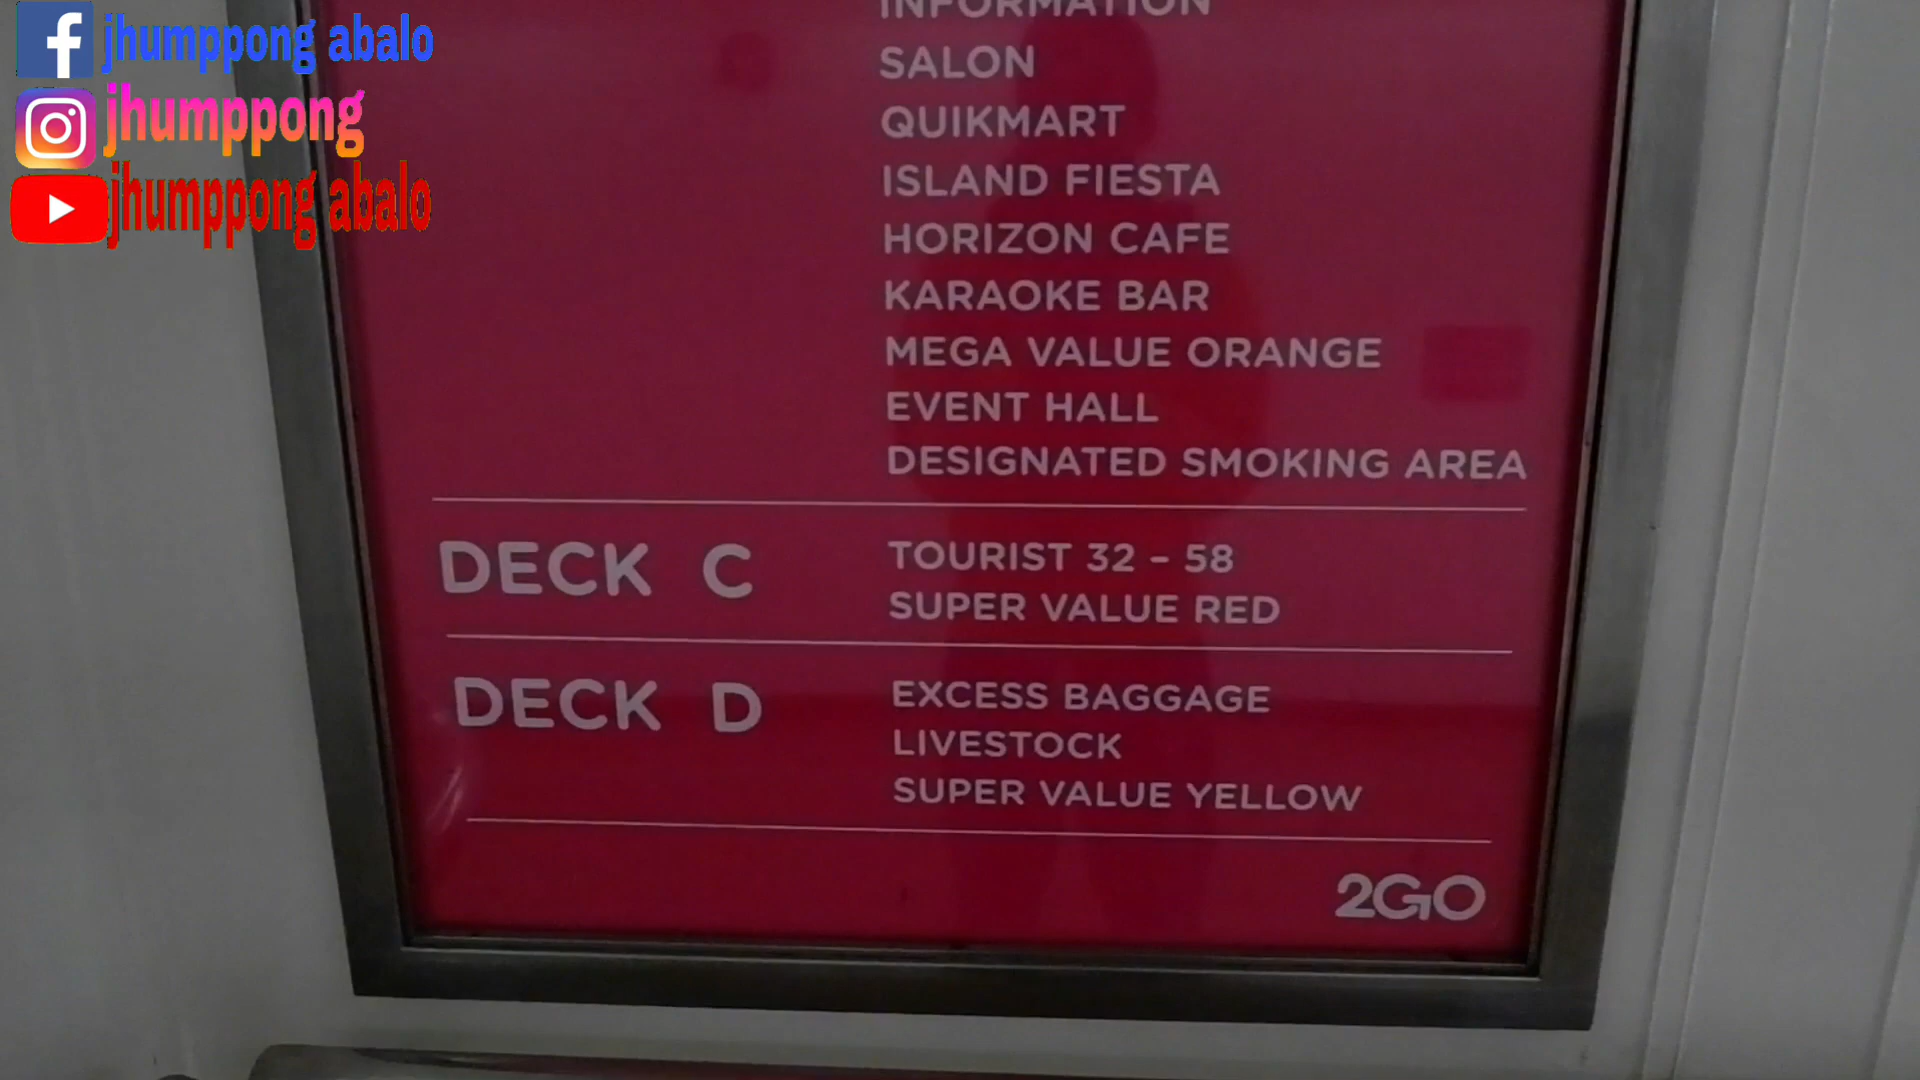 jhumppong abalo
jhumppong
jhumppong abalo
INFORMATION
SALON
QUIKMART
ISLAND FIESTA
HORIZON CAFE
KARAOKE BAR
MEGA VALUE ORANGE
EVENT HALL
DESIGNATED SMOKING AREA
DECK C
TOURIST 32 - 58
SUPER VALUE RED
DECK D
EXCESS BAGGAGE
LIVESTOCK
SUPER VALUE YELLOW
2GO